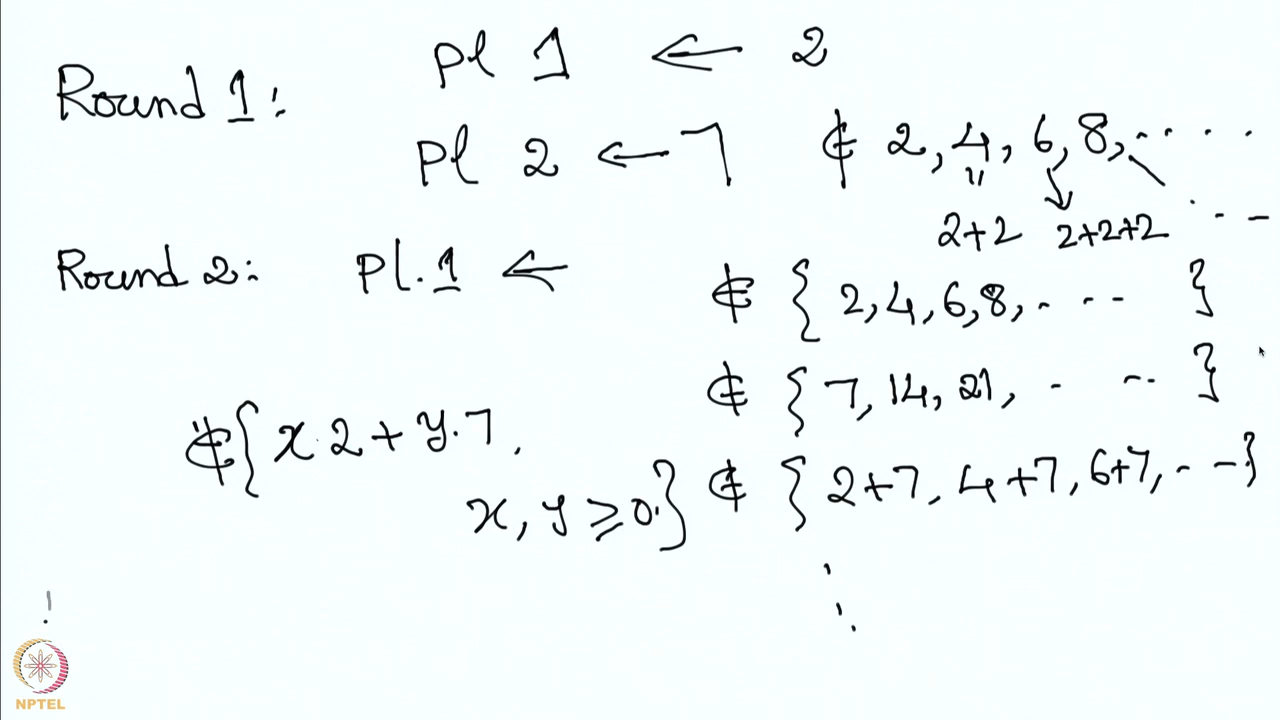 Round 1: Pl 1 ← 2
Pl 2 ← 7 ∉ 2, 4, 6, 8, .....
"
2+2 2+2+2 ...
Round 2: Pl. 1 ←
∉ { 2, 4, 6, 8, .... }
∉ { 7, 14, 21, .... }
∉ { x.2 + y.7,
x, y ≥ 0. }
∉ { 2+7, 4+7, 6+7, ... }
⋮
!
NPTEL